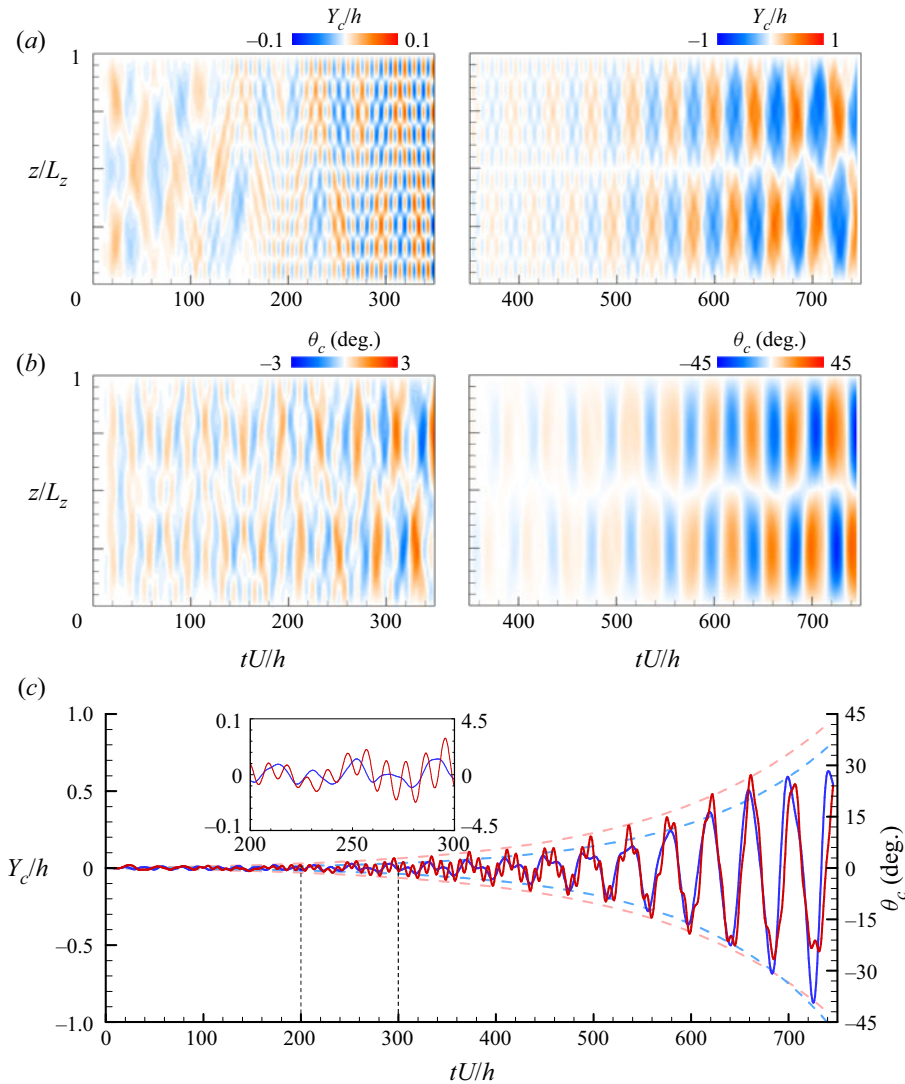 (a)
Y_c/h
–0.1 0.1
Y_c/h
–1 1
1
z/L_z
0 100 200 300
400 500 600 700
(b)
θ_c (deg.)
–3 3
θ_c (deg.)
–45 45
1
z/L_z
0 100 200 300
400 500 600 700
tU/h
tU/h
(c)
1.0
0.5
0
–0.5
–1.0
Y_c/h
0.1
0
–0.1
4.5
0
–4.5
200 250 300
45
30
15
0
–15
–30
–45
θ_c (deg.)
0 100 200 300 400 500 600 700
tU/h